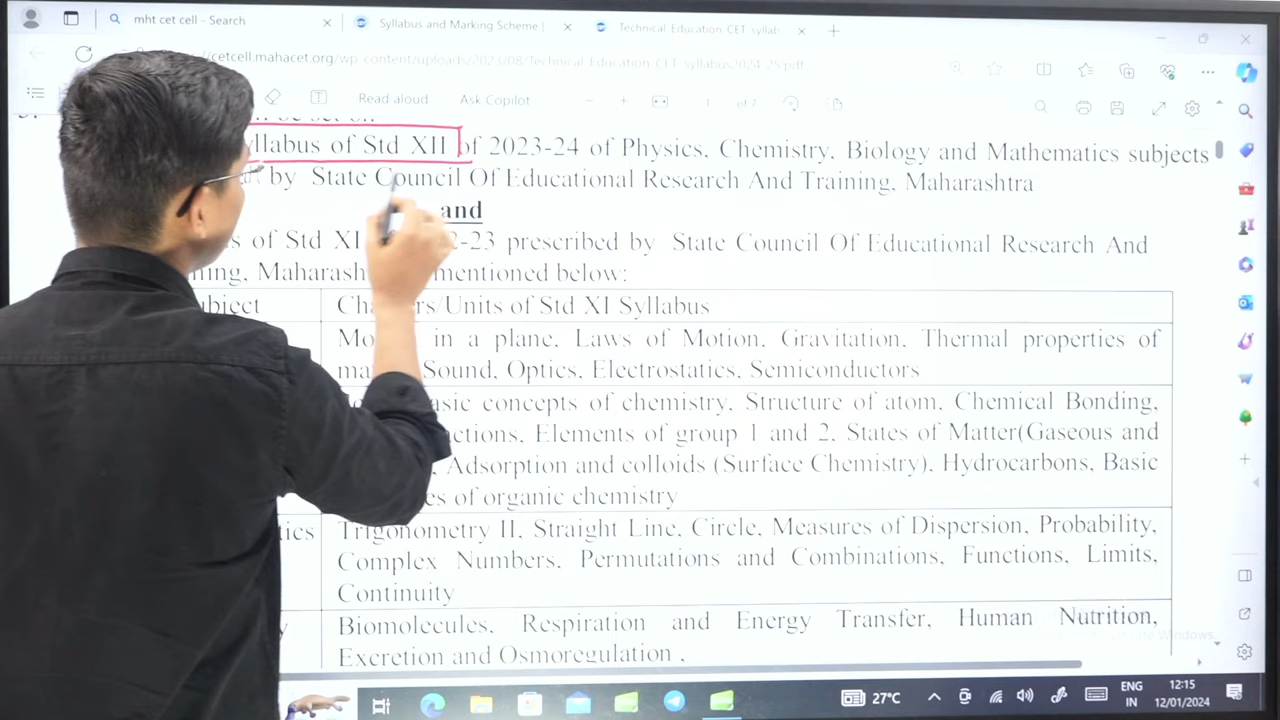 mht cet cell - Search
Syllabus and Marking Scheme |
Technical Education CET syllab
cetcell.mahacet.org/wp content/uploads/2023/08/Technical Education CET syllabus2024 25.pdf
Read aloud
Ask Copilot
1 of 7
be set on
yllabus of Std XII of 2023-24 of Physics, Chemistry, Biology and Mathematics subjects
by State Council Of Educational Research And Training, Maharashtra
and
s of Std XI 2-23 prescribed by State Council Of Educational Research And
ning, Maharash mentioned below:
bject
Cha ers/Units of Std XI Syllabus
Mo in a plane, Laws of Motion, Gravitation, Thermal properties of
ma Sound, Optics, Electrostatics, Semiconductors
asic concepts of chemistry, Structure of atom, Chemical Bonding,
ctions, Elements of group 1 and 2, States of Matter(Gaseous and
Adsorption and colloids (Surface Chemistry), Hydrocarbons, Basic
es of organic chemistry
tics
Trigonometry II, Straight Line, Circle, Measures of Dispersion, Probability,
Complex Numbers, Permutations and Combinations, Functions, Limits,
Continuity
y
Biomolecules, Respiration and Energy Transfer, Human Nutrition,
Excretion and Osmoregulation ,
Windows.
27°C
ENG
IN
12:15
12/01/2024